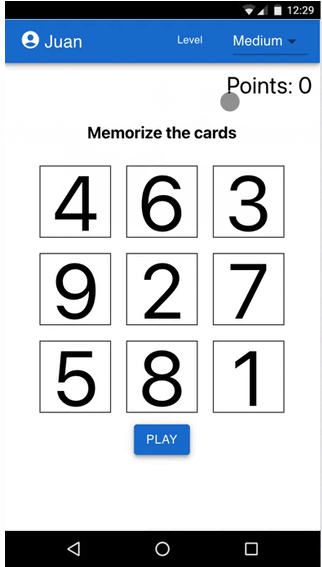 12:29
Juan Level Medium
Points: 0
Memorize the cards
4 6 3
9 2 7
5 8 1
PLAY